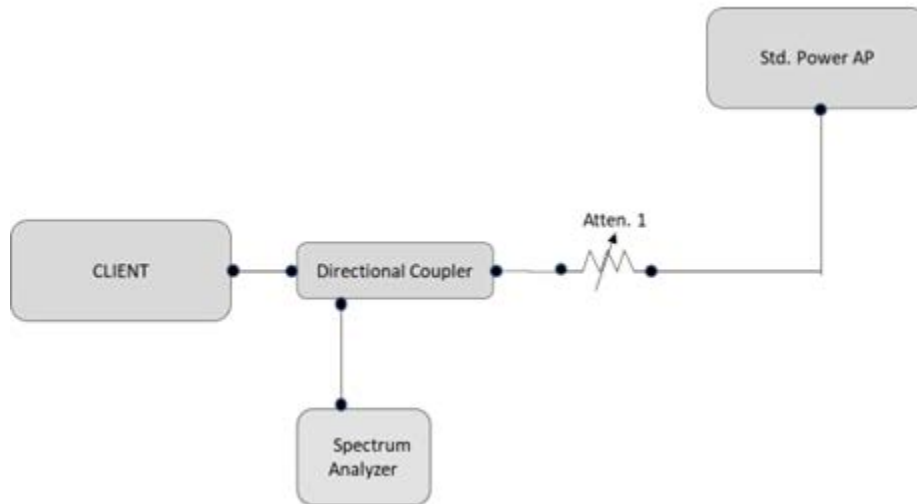 Std. Power AP
Atten. 1
CLIENT
Directional Coupler
Spectrum
Analyzer